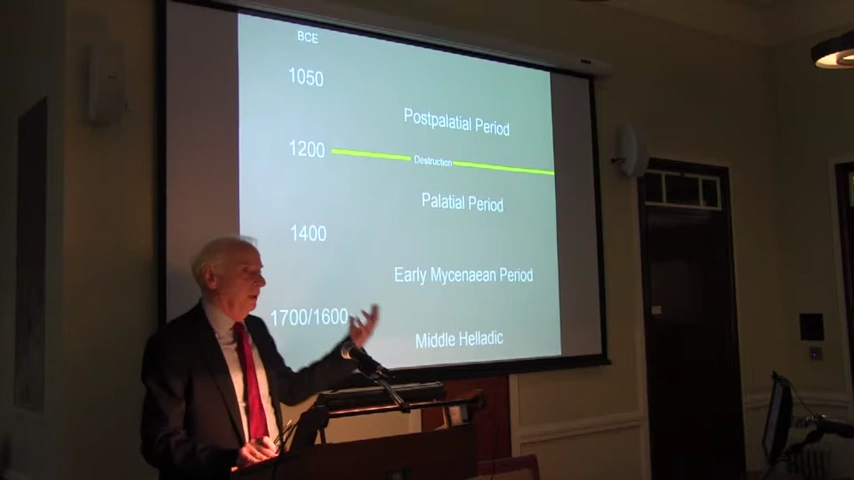 BCE
1050
Postpalatial Period
1200
Destruction
Palatial Period
1400
Early Mycenaean Period
1700/1600
Middle Helladic